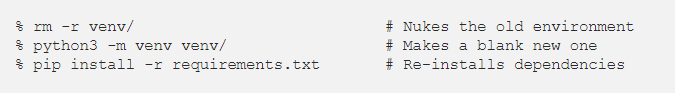 % rm -r venv/                           # Nukes the old environment
% python3 -m venv venv/                 # Makes a blank new one
% pip install -r requirements.txt       # Re-installs dependencies